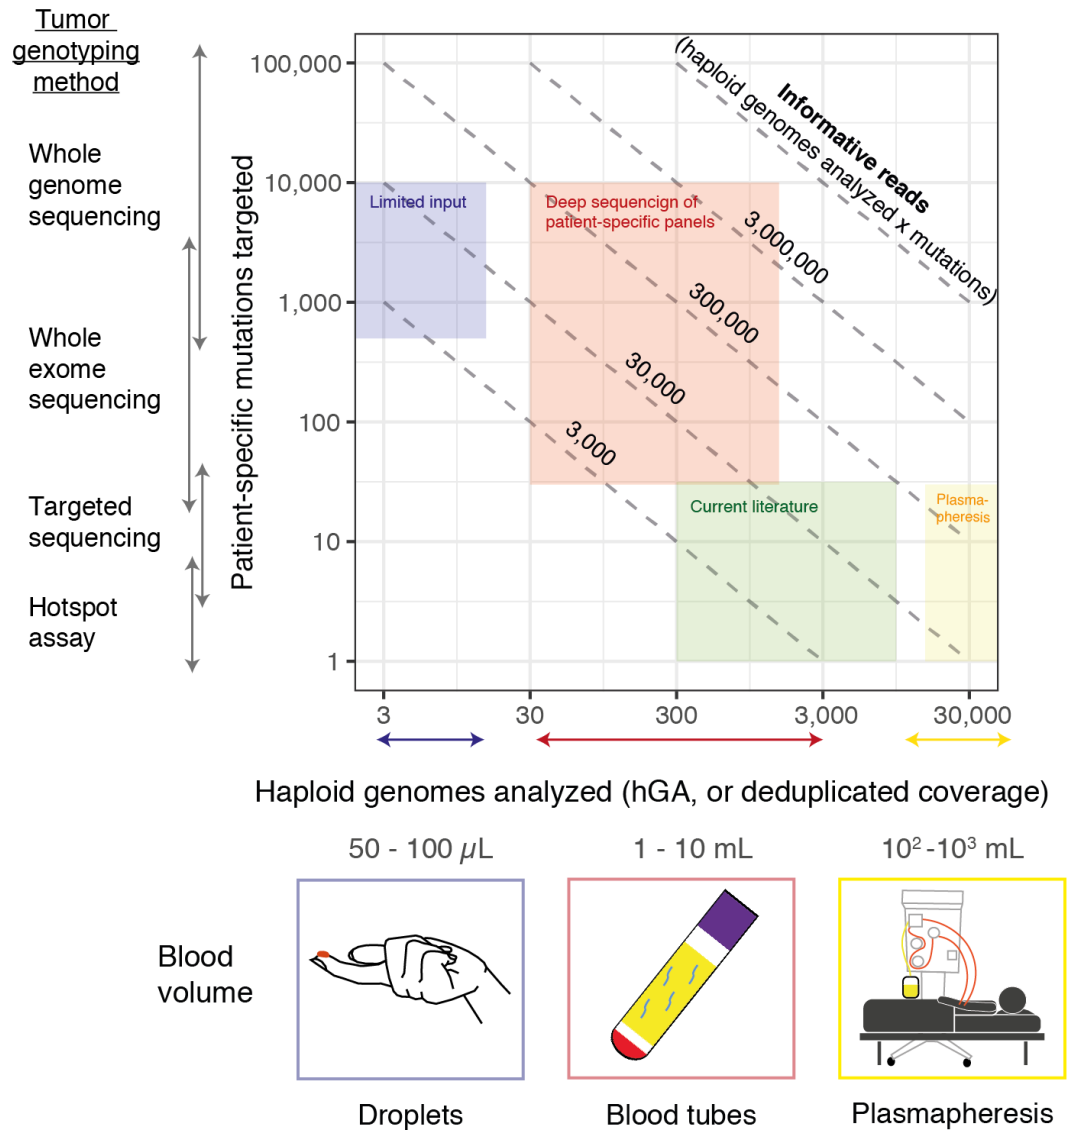 Tumor
genotyping
method
Whole
genome
sequencing
Whole
exome
sequencing
Targeted
sequencing
Hotspot
assay
Patient-specific mutations targeted
100,000
10,000
1,000
100
10
1
Informative reads
(haploid genomes analyzed x mutations)
Limited input
Deep sequencign of
patient-specific panels
3,000,000
300,000
30,000
3,000
Current literature
Plasma-
pheresis
3
30
300
3,000
30,000
Haploid genomes analyzed (hGA, or deduplicated coverage)
50 - 100 µL
1 - 10 mL
10²-10³ mL
Blood
volume
Droplets
Blood tubes
Plasmapheresis